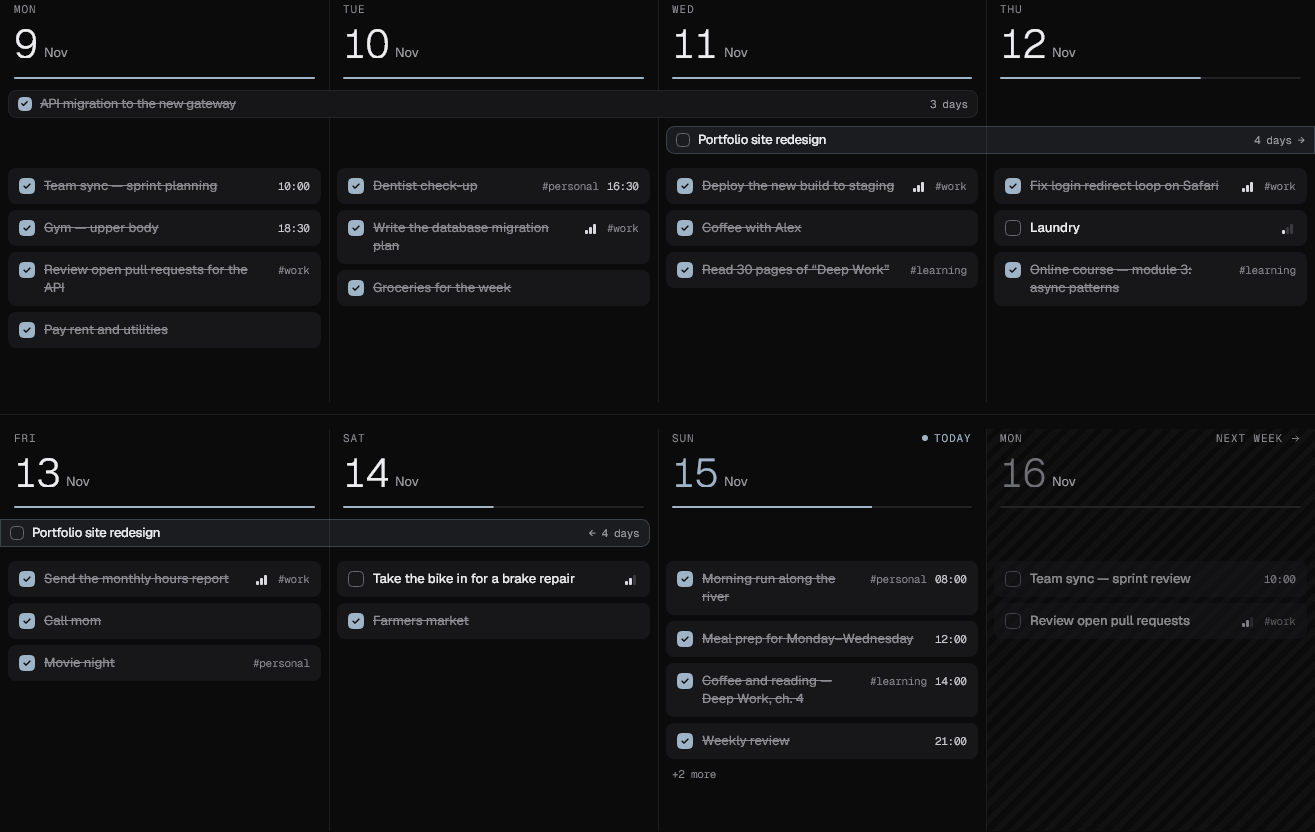 MON
9 Nov
TUE
10 Nov
WED
11 Nov
THU
12 Nov
API migration to the new gateway 3 days
Portfolio site redesign 4 days →
Team sync — sprint planning 10:00
Gym — upper body 18:30
Review open pull requests for the #work
API
Pay rent and utilities
Dentist check-up #personal 16:30
Write the database migration #work
plan
Groceries for the week
Deploy the new build to staging #work
Coffee with Alex
Read 30 pages of “Deep Work” #learning
Fix login redirect loop on Safari #work
Laundry
Online course — module 3: #learning
async patterns
FRI
13 Nov
SAT
14 Nov
SUN TODAY
15 Nov
MON NEXT WEEK →
16 Nov
Portfolio site redesign ← 4 days
Send the monthly hours report #work
Call mom
Movie night #personal
Take the bike in for a brake repair
Farmers market
Morning run along the #personal 08:00
river
Meal prep for Monday–Wednesday 12:00
Coffee and reading — #learning 14:00
Deep Work, ch. 4
Weekly review 21:00
+2 more
Team sync — sprint review 10:00
Review open pull requests #work